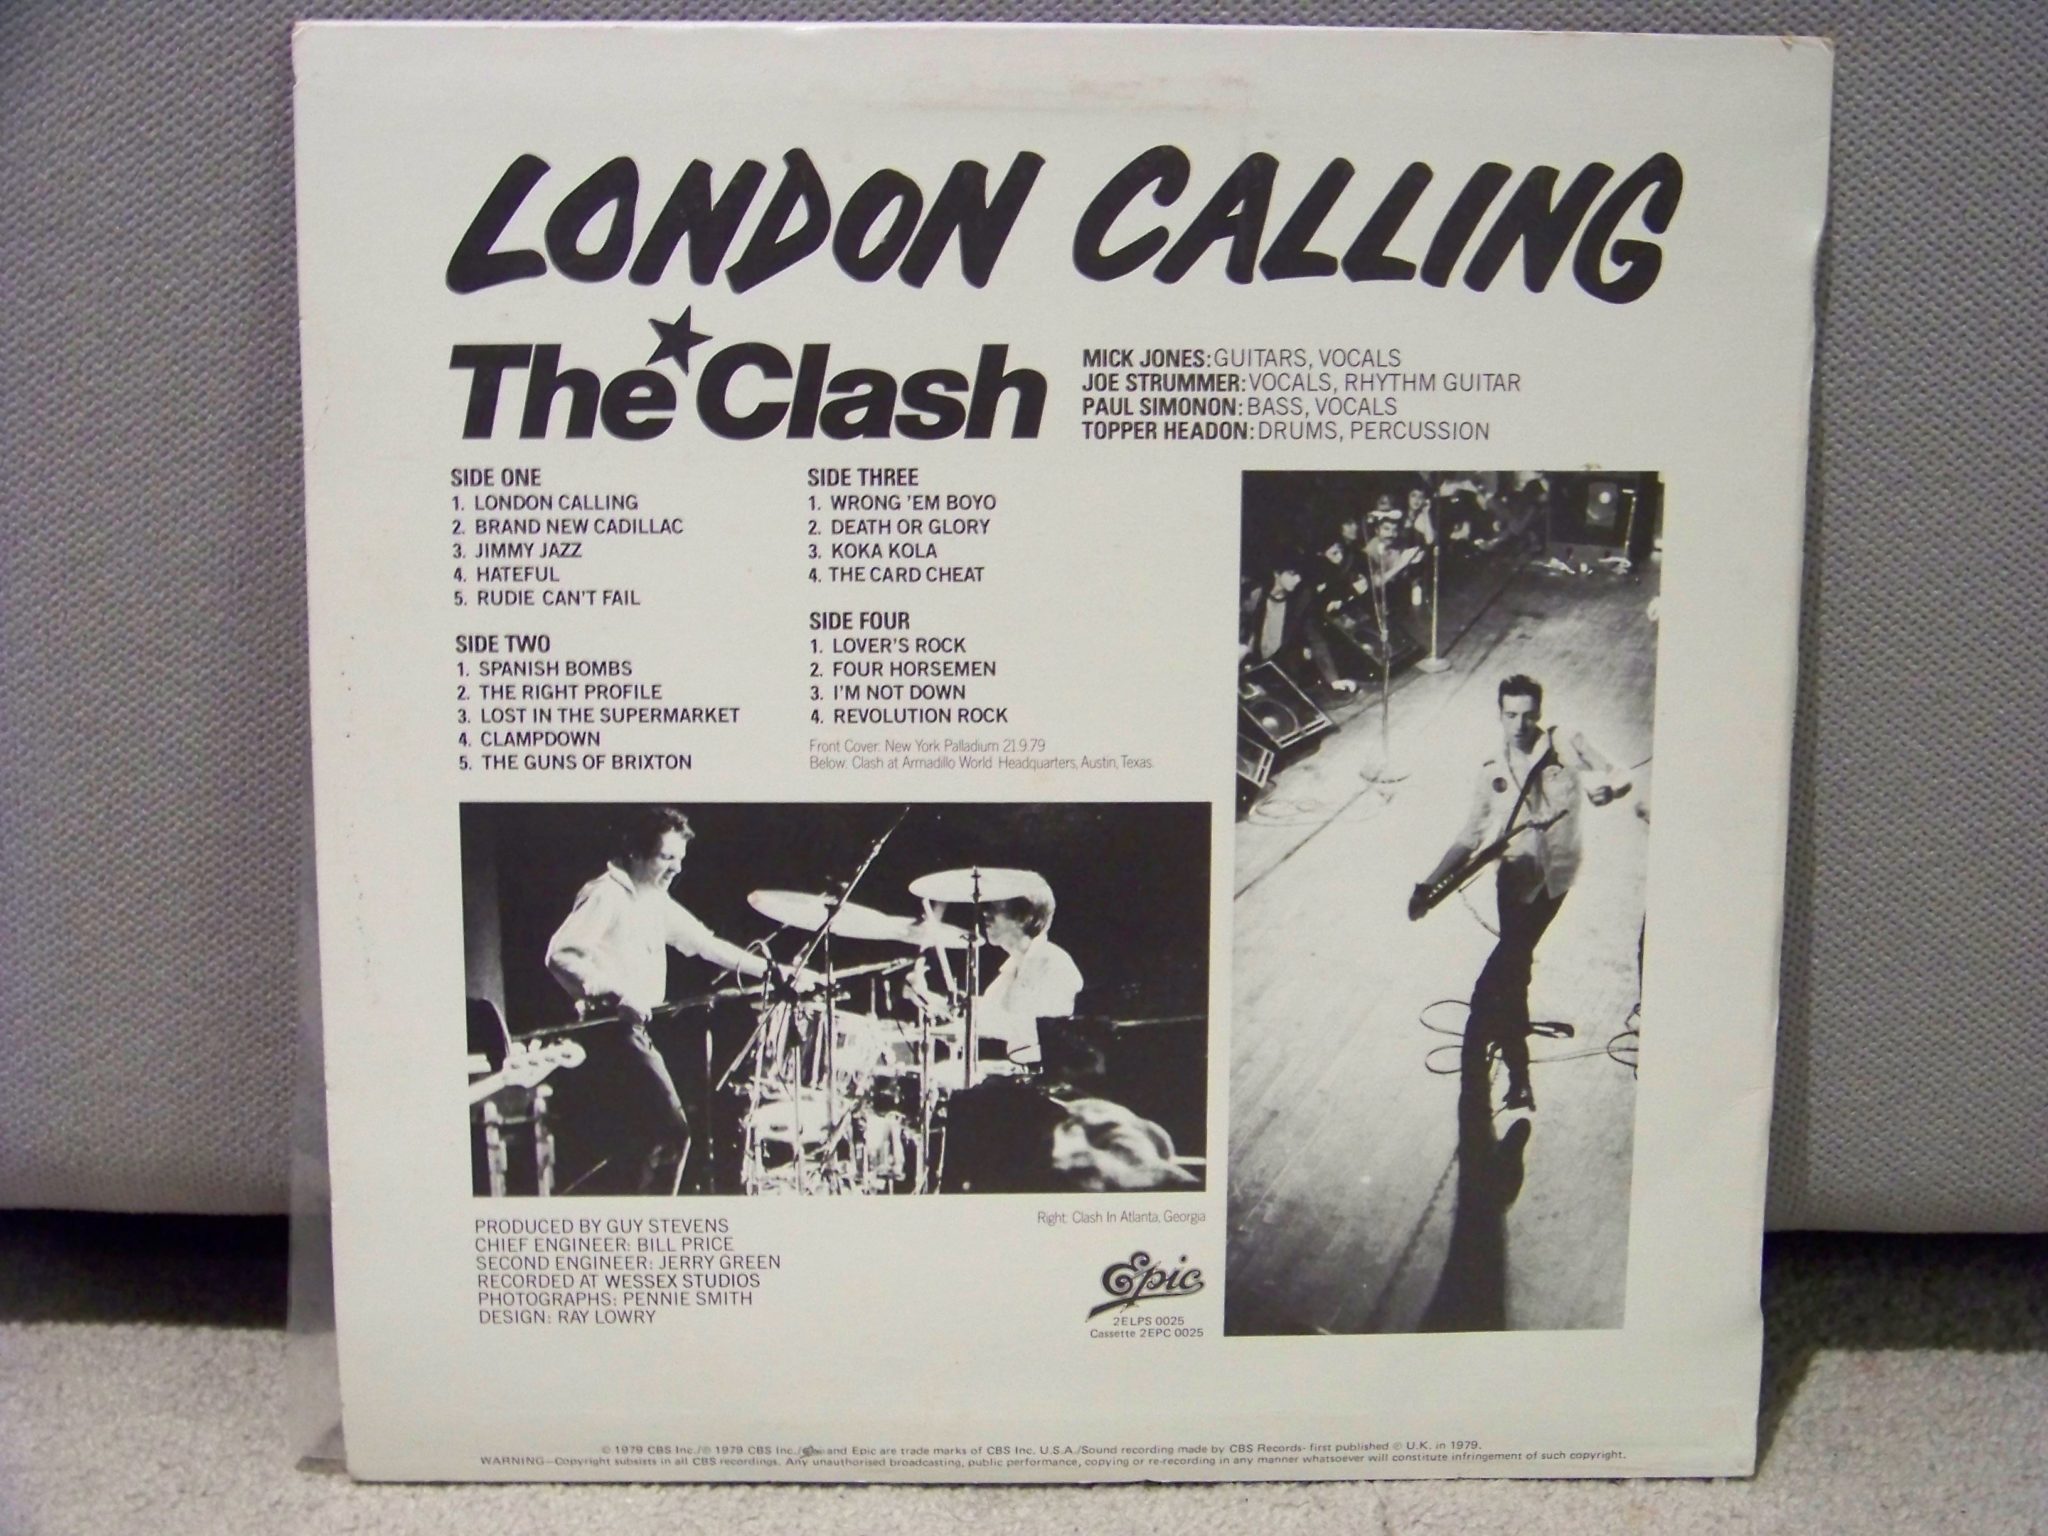 LONDON CALLING
The Clash
MICK JONES: GUITARS, VOCALS
JOE STRUMMER: VOCALS, RHYTHM GUITAR
PAUL SIMONON: BASS, VOCALS
TOPPER HEADON: DRUMS, PERCUSSION
SIDE ONE
1. LONDON CALLING
2. BRAND NEW CADILLAC
3. JIMMY JAZZ
4. HATEFUL
5. RUDIE CAN'T FAIL
SIDE TWO
1. SPANISH BOMBS
2. THE RIGHT PROFILE
3. LOST IN THE SUPERMARKET
4. CLAMPDOWN
5. THE GUNS OF BRIXTON
SIDE THREE
1. WRONG 'EM BOYO
2. DEATH OR GLORY
3. KOKA KOLA
4. THE CARD CHEAT
SIDE FOUR
1. LOVER'S ROCK
2. FOUR HORSEMEN
3. I'M NOT DOWN
4. REVOLUTION ROCK
Front Cover: New York Palladium 21.9.79
Below: Clash at Armadillo World Headquarters, Austin, Texas.
PRODUCED BY GUY STEVENS
CHIEF ENGINEER: BILL PRICE
SECOND ENGINEER: JERRY GREEN
RECORDED AT WESSEX STUDIOS
PHOTOGRAPHS: PENNIE SMITH
DESIGN: RAY LOWRY
Right: Clash In Atlanta, Georgia
Epic
2ELPS 0025
Cassette 2EPC 0025
© 1979 CBS Inc./℗ 1979 CBS Inc./ and Epic are trade marks of CBS Inc. U.S.A./Sound recording made by CBS Records- first published ℗ U.K. in 1979.
WARNING—Copyright subsists in all CBS recordings. Any unauthorised broadcasting, public performance, copying or re-recording in any manner whatsoever will constitute infringement of such copyright.